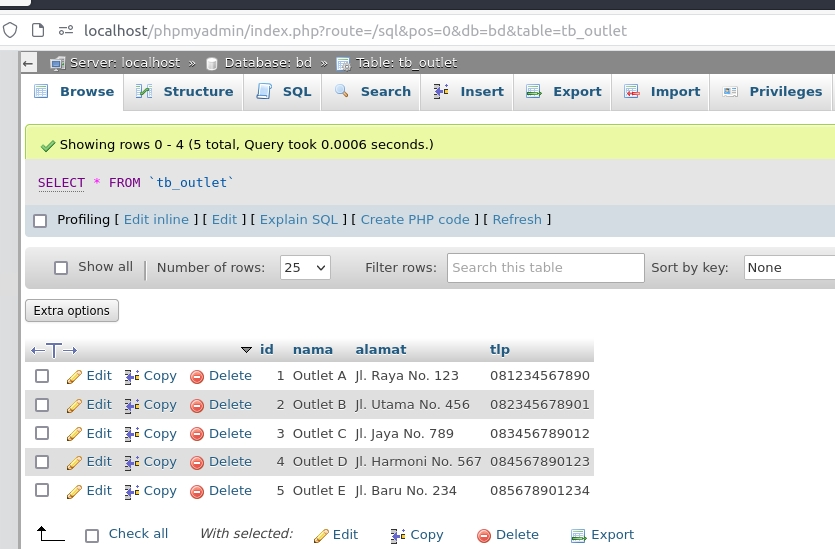 localhost/phpmyadmin/index.php?route=/sql&pos=0&db=bd&table=tb_outlet
← Server: localhost » Database: bd » Table: tb_outlet
Browse Structure SQL Search Insert Export Import Privileges
Showing rows 0 - 4 (5 total, Query took 0.0006 seconds.)
SELECT * FROM `tb_outlet`
Profiling [ Edit inline ] [ Edit ] [ Explain SQL ] [ Create PHP code ] [ Refresh ]
Show all | Number of rows: 25 Filter rows: Search this table Sort by key: None
Extra options
←T→ id nama alamat tlp
Edit Copy Delete 1 Outlet A Jl. Raya No. 123 081234567890
Edit Copy Delete 2 Outlet B Jl. Utama No. 456 082345678901
Edit Copy Delete 3 Outlet C Jl. Jaya No. 789 083456789012
Edit Copy Delete 4 Outlet D Jl. Harmoni No. 567 084567890123
Edit Copy Delete 5 Outlet E Jl. Baru No. 234 085678901234
Check all With selected: Edit Copy Delete Export